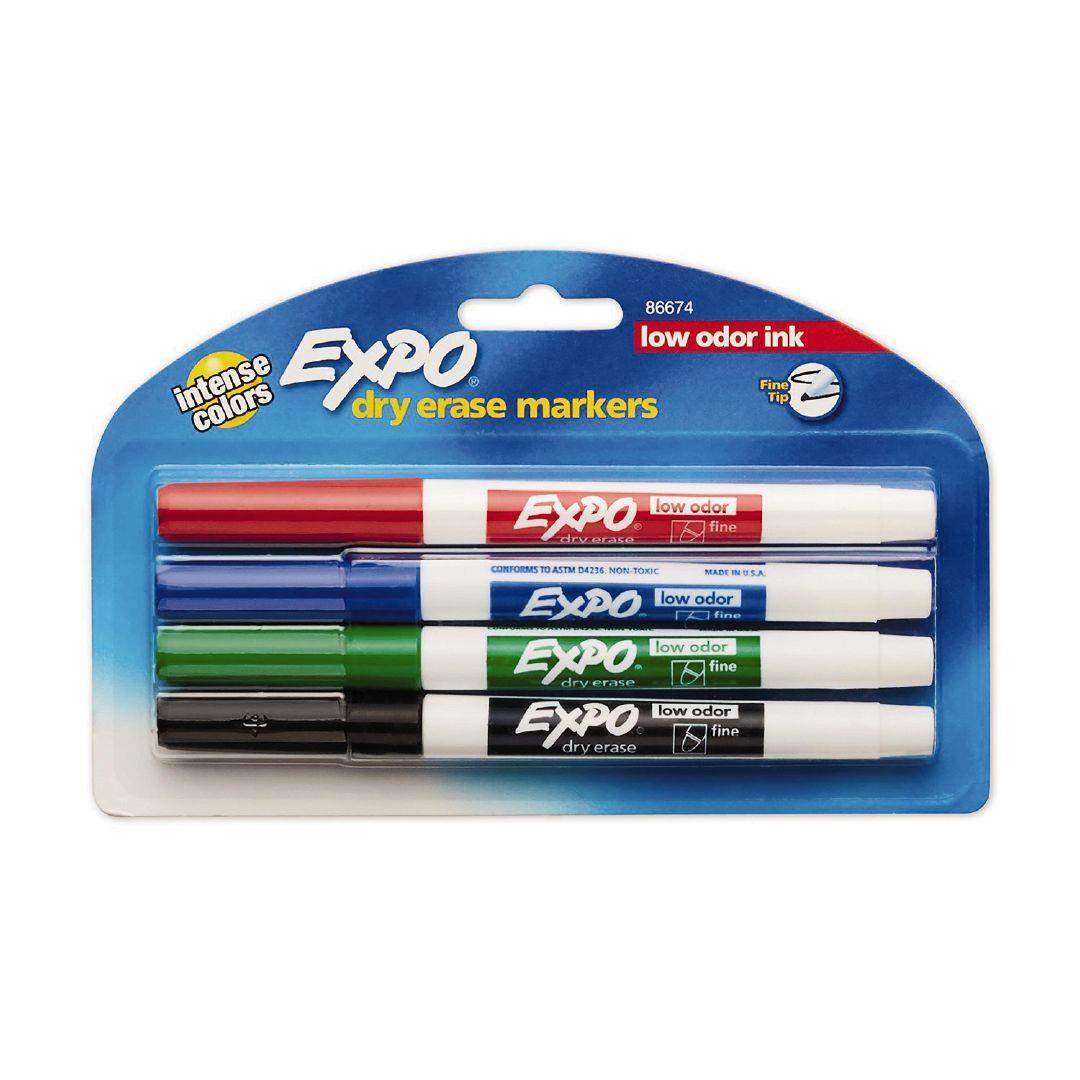 86674
low odor ink
intense
colors
EXPO®
dry erase markers
Fine
Tip
EXPO® low odor
fine
dry erase
CONFORMS TO ASTM D4236. NON-TOXIC MADE IN U.S.A.
EXPO low odor
fine
EXPO low odor
fine
dry erase
EXPO low odor
fine
dry erase